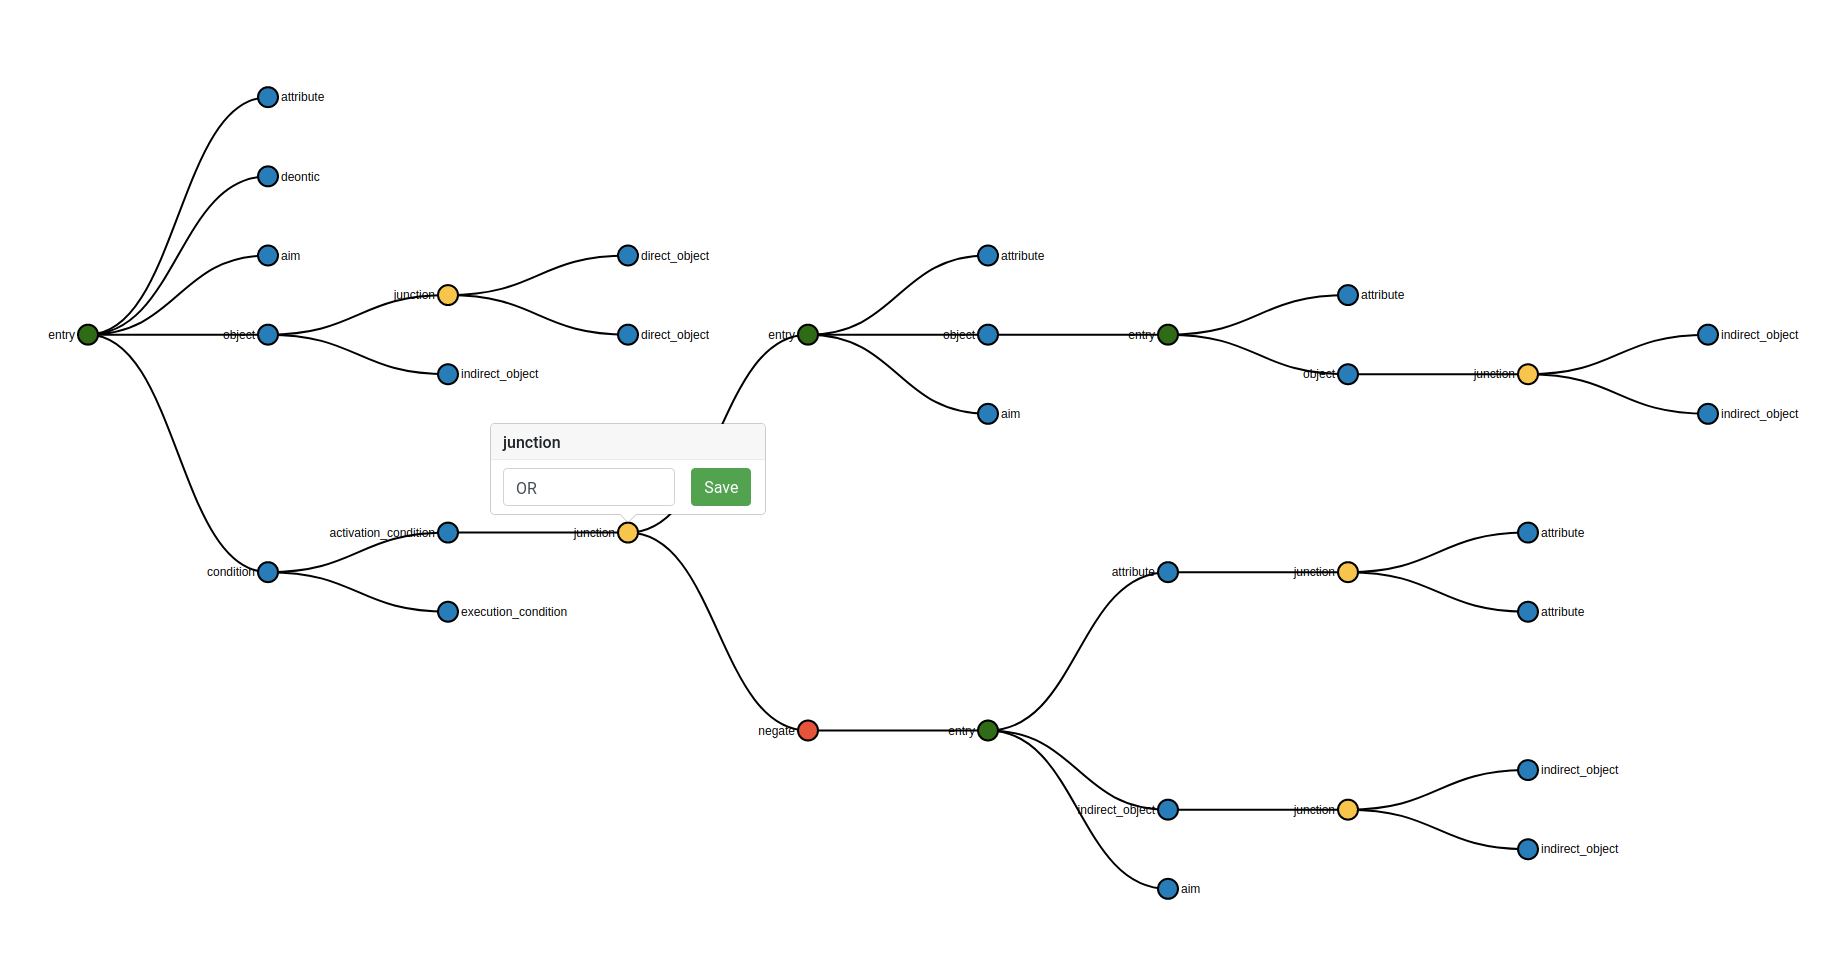 attribute
deontic
aim
direct_object
attribute
junction
attribute
entry
object
direct_object
entry
object
entry
indirect_object
indirect_object
object
junction
aim
indirect_object
junction
OR
Save
activation_condition
junction
attribute
condition
attribute
junction
execution_condition
attribute
negate
entry
indirect_object
indirect_object
junction
indirect_object
aim